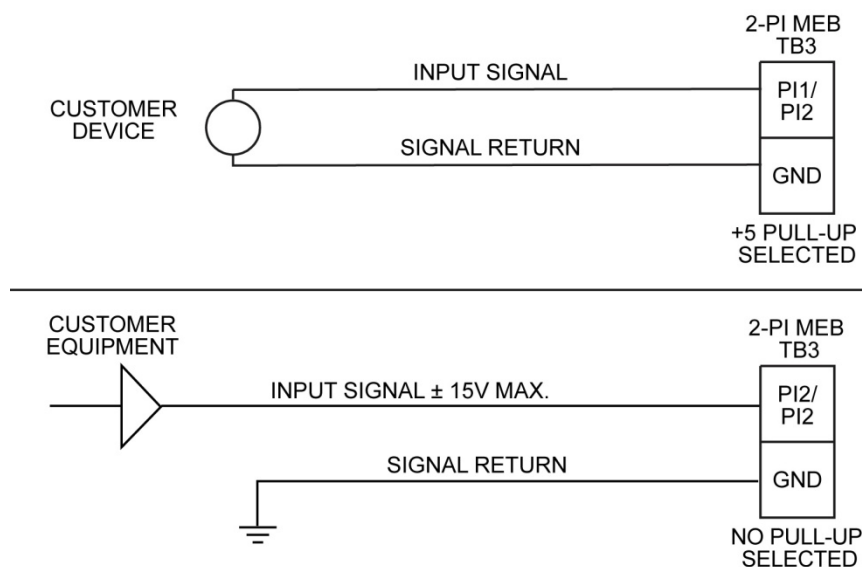 2-PI MEB
TB3
INPUT SIGNAL
PI1/
PI2
CUSTOMER
DEVICE
SIGNAL RETURN
GND
+5 PULL-UP
SELECTED
CUSTOMER
EQUIPMENT
2-PI MEB
TB3
INPUT SIGNAL ± 15V MAX.
PI2/
PI2
SIGNAL RETURN
GND
NO PULL-UP
SELECTED